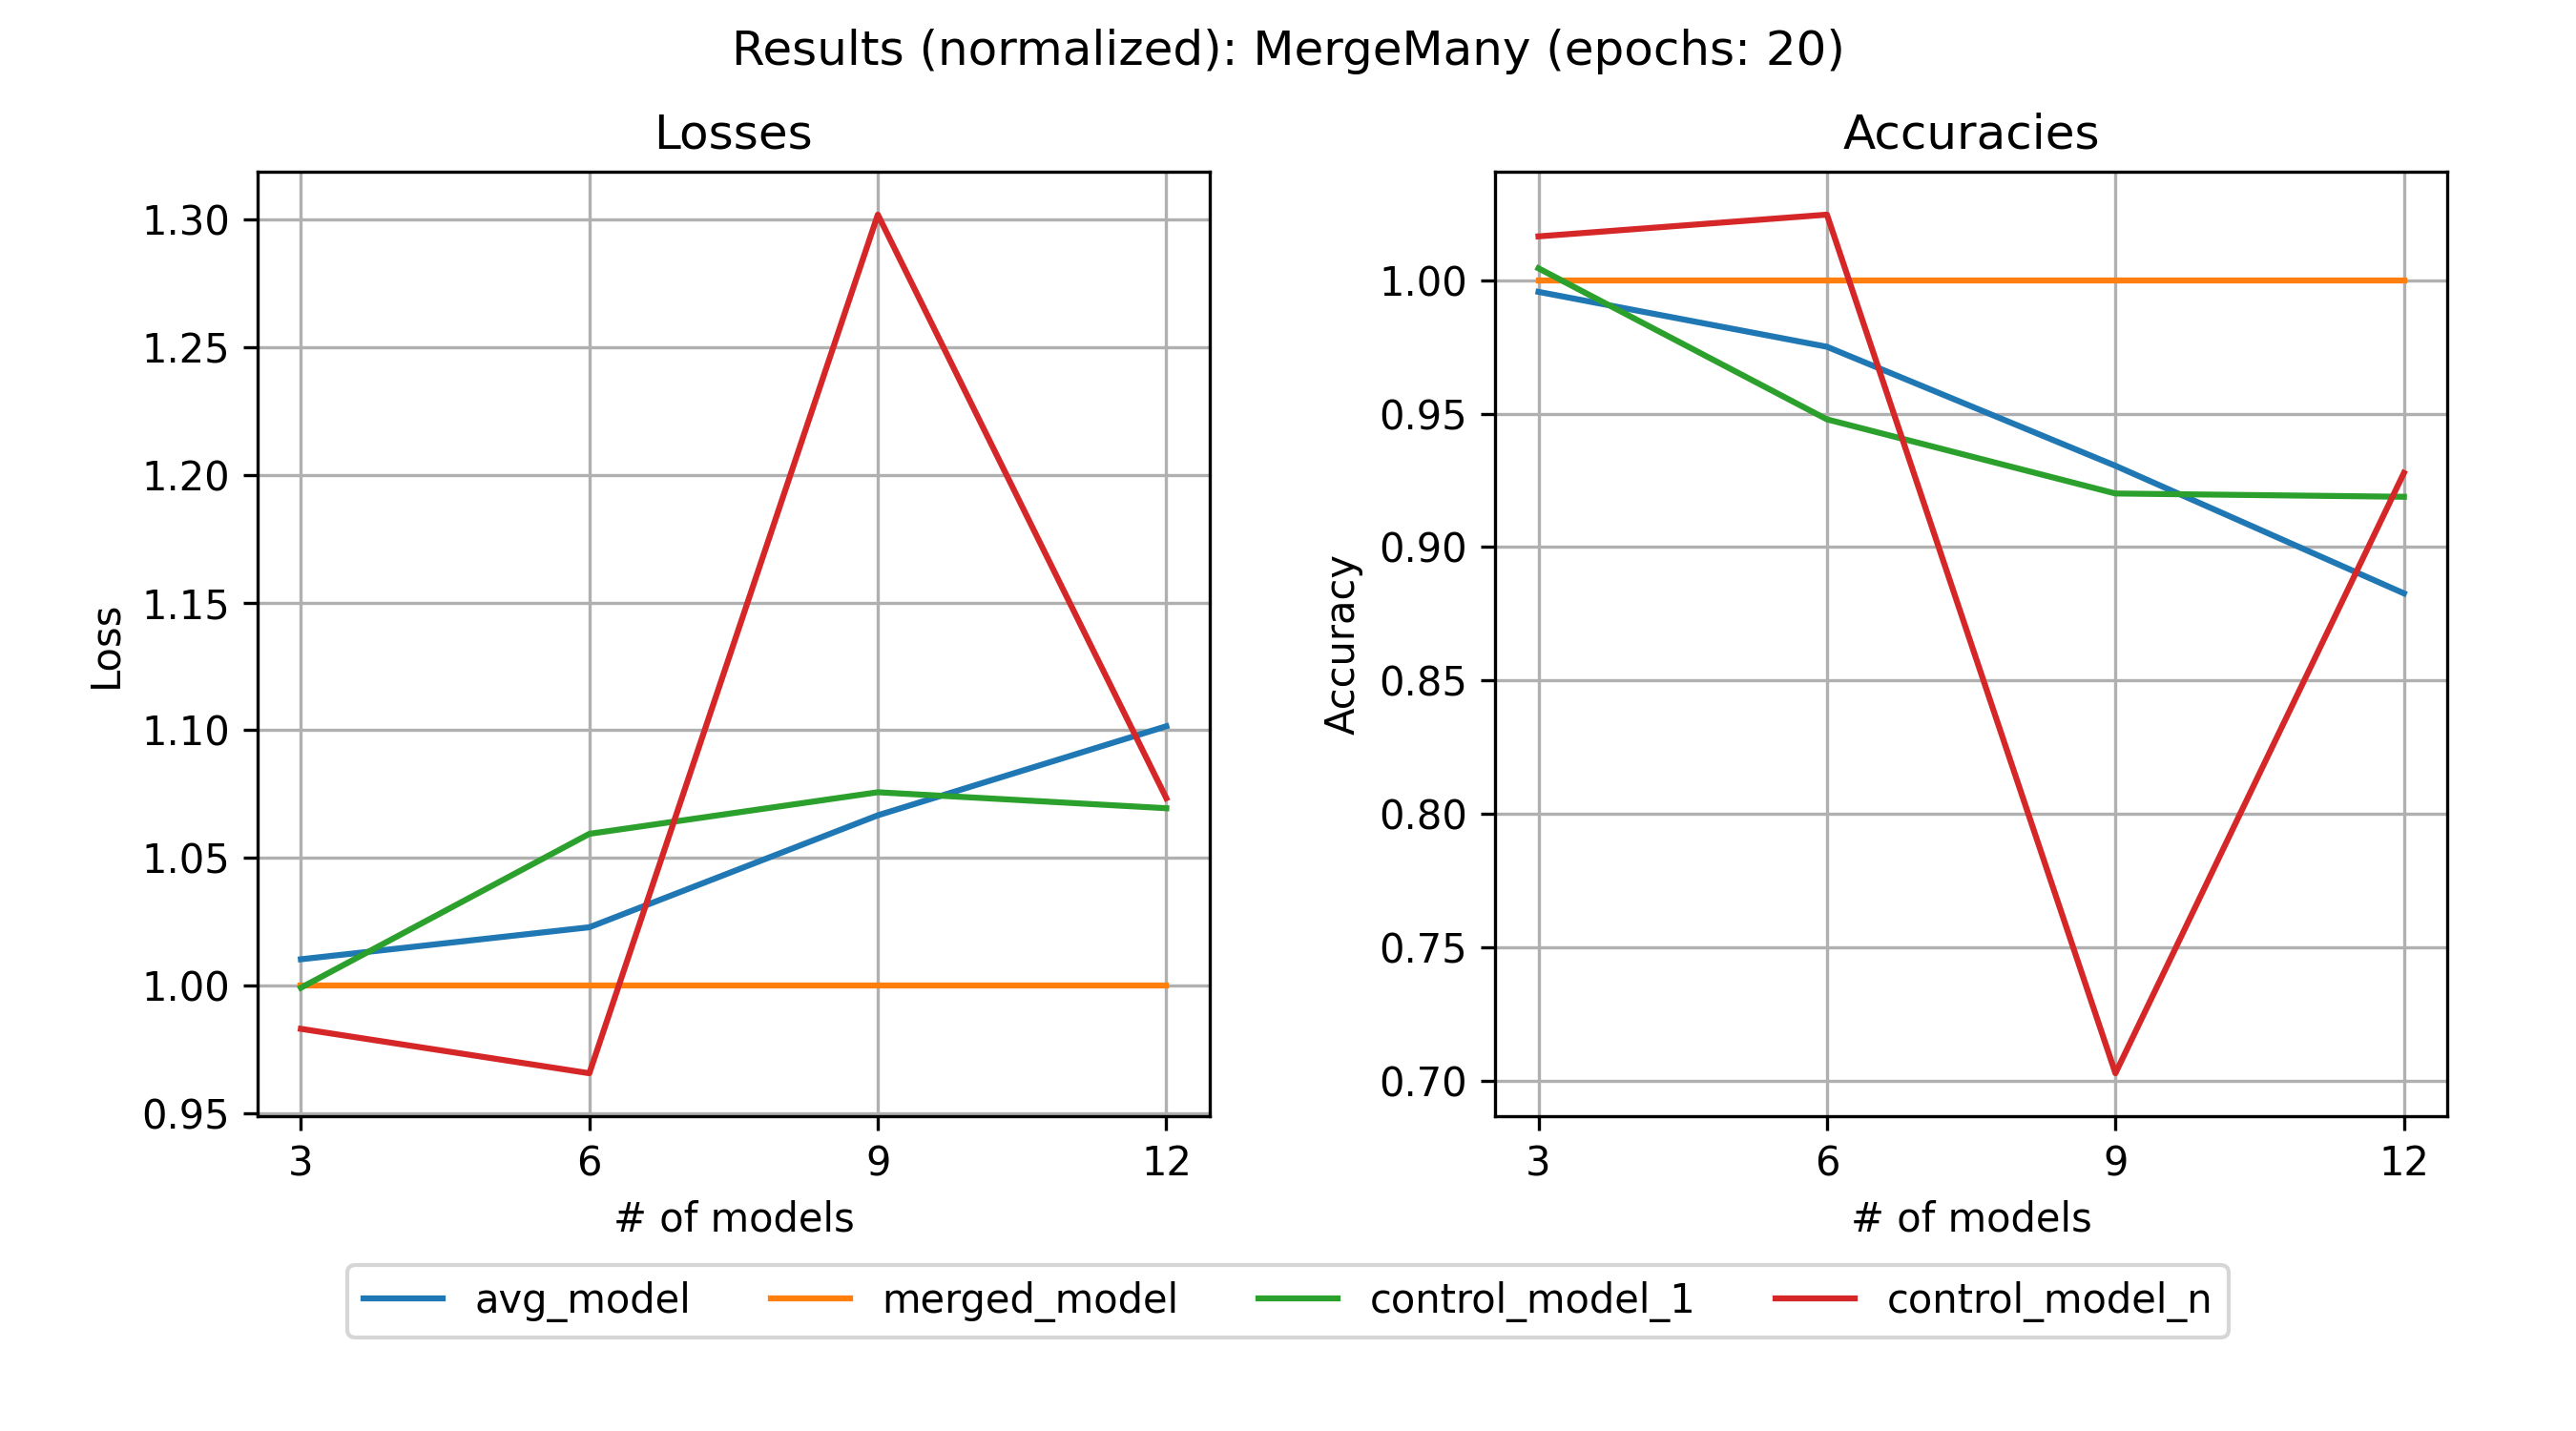 Results (normalized): MergeMany (epochs: 20)
Losses
1.30
1.25
1.20
1.15
1.10
1.05
1.00
0.95
Loss
3 6 9 12
# of models
Accuracies
1.00
0.95
0.90
0.85
0.80
0.75
0.70
Accuracy
3 6 9 12
# of models
avg_model merged_model control_model_1 control_model_n